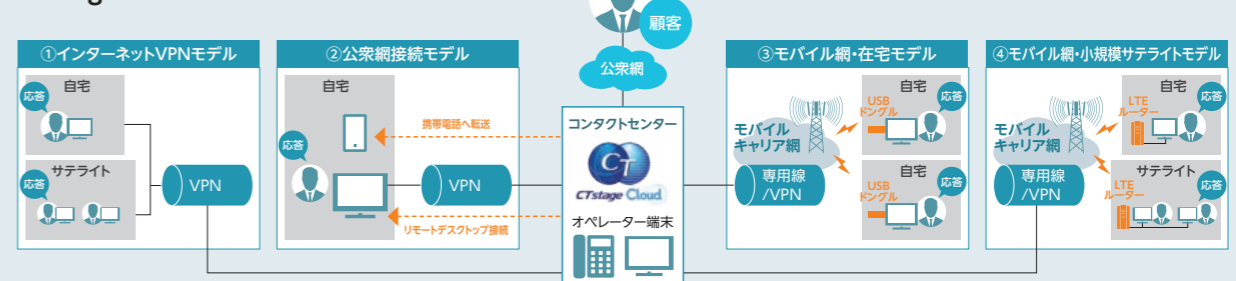 顧客
公衆網
①インターネットVPNモデル
自宅
応答
サテライト
応答
VPN
②公衆網接続モデル
自宅
応答
携帯電話へ転送
VPN
リモートデスクトップ接続
コンタクトセンター
CT
CTstage Cloud
オペレーター端末
③モバイル網・在宅モデル
モバイル
キャリア網
専用線
/VPN
自宅
USB
ドングル
応答
自宅
USB
ドングル
応答
④モバイル網・小規模サテライトモデル
モバイル
キャリア網
専用線
/VPN
自宅
LTE
ルーター
応答
サテライト
LTE
ルーター
応答